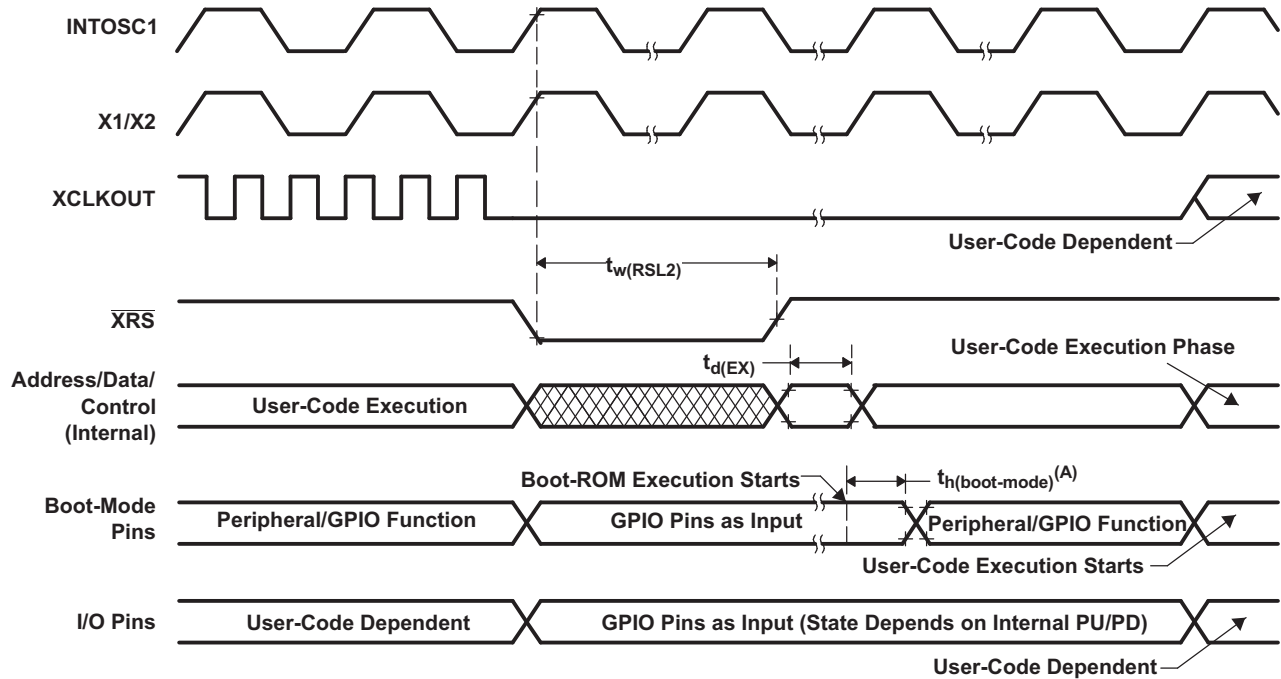 INTOSC1
X1/X2
XCLKOUT
User-Code Dependent
tw(RSL2)
XRS
User-Code Execution Phase
td(EX)
Address/Data/
Control
(Internal)
User-Code Execution
Boot-ROM Execution Starts
th(boot-mode)(A)
Boot-Mode
Pins
Peripheral/GPIO Function
GPIO Pins as Input
Peripheral/GPIO Function
User-Code Execution Starts
I/O Pins
User-Code Dependent
GPIO Pins as Input (State Depends on Internal PU/PD)
User-Code Dependent